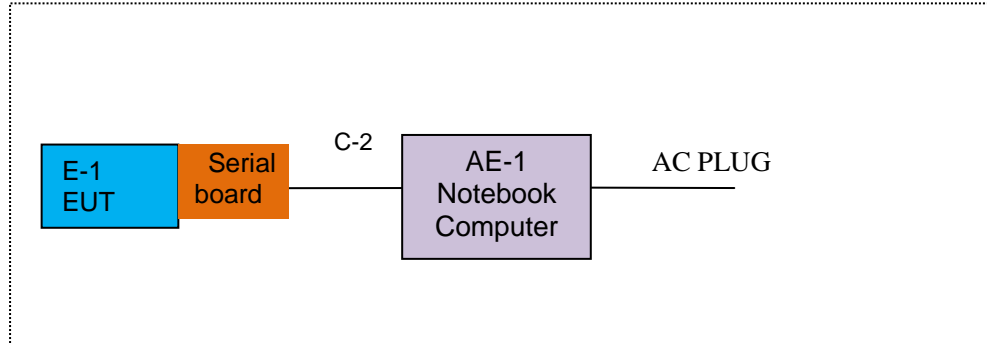 E-1
EUT
Serial
board
C-2
AE-1
Notebook
Computer
AC PLUG